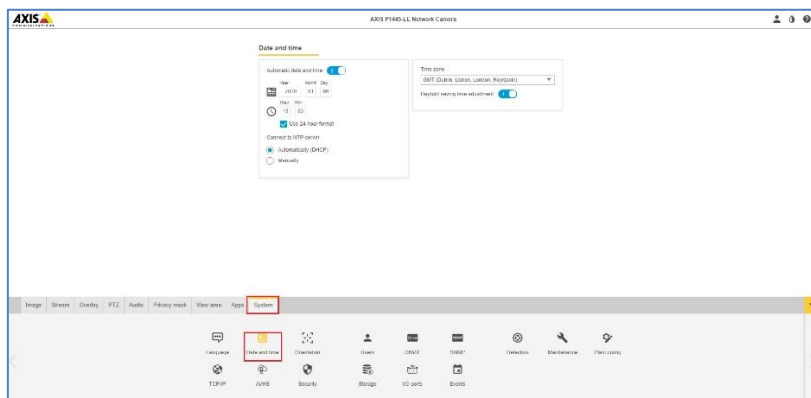 AXIS
COMMUNICATIONS
AXIS P1445-LE Network Camera
Date and time
Automatic date and time
Year Month Day
2018 01 09
Hour Min
Use 24-hour format
Connect to NTP server
Automatically (DHCP)
Manually
Time zone
GMT (Dublin, Lisbon, London, Reykjavik)
Daylight saving time adjustment
Image Stream Overlay PTZ Audio Privacy mask View area Apps System
Language Date and time Orientation Users ONVIF SNMP Detectors Maintenance Plain config
TCP/IP AVHS Security Storage I/O ports Events